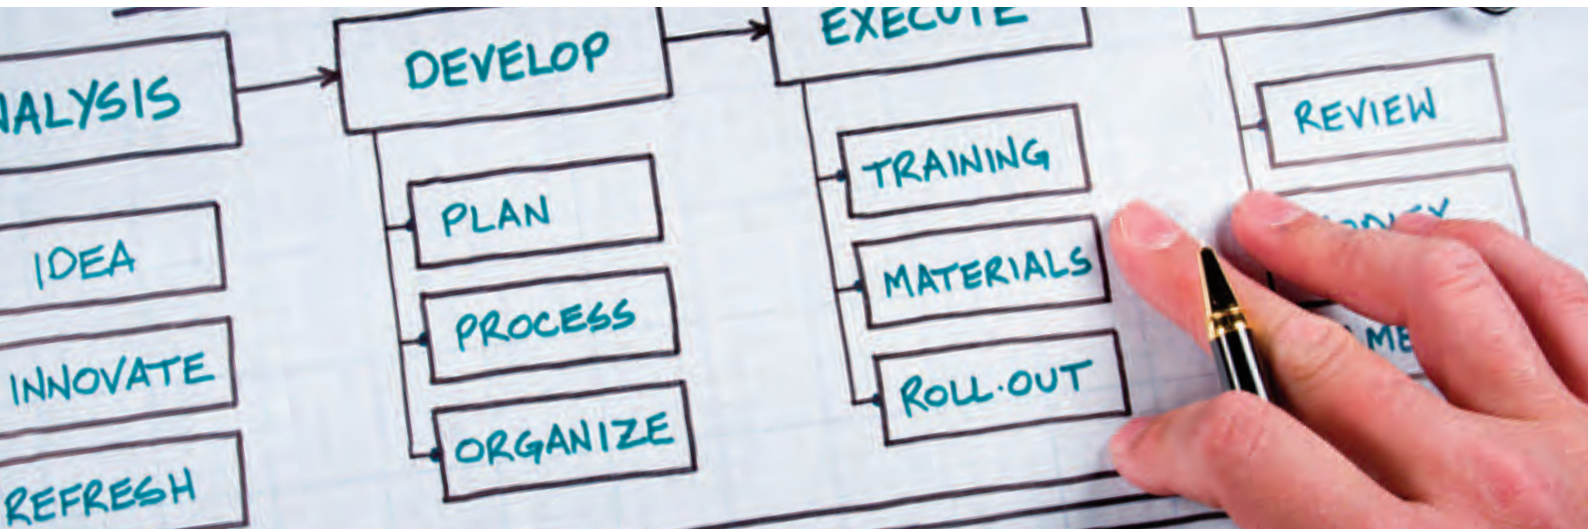 NALYSIS
IDEA
INNOVATE
REFRESH
DEVELOP
PLAN
PROCESS
ORGANIZE
EXECUTE
TRAINING
MATERIALS
ROLL-OUT
REVIEW